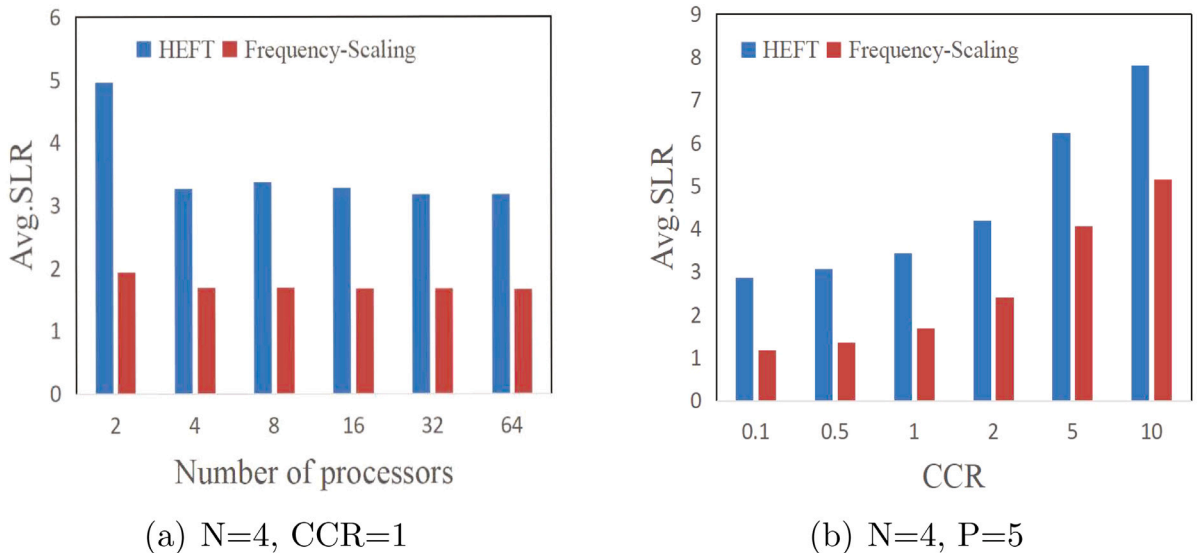 6
5
4
3
2
1
0
Avg.SLR
HEFT Frequency-Scaling
2 4 8 16 32 64
Number of processors
(a) N=4, CCR=1
9
8
7
6
5
4
3
2
1
0
Avg.SLR
HEFT Frequency-Scaling
0.1 0.5 1 2 5 10
CCR
(b) N=4, P=5